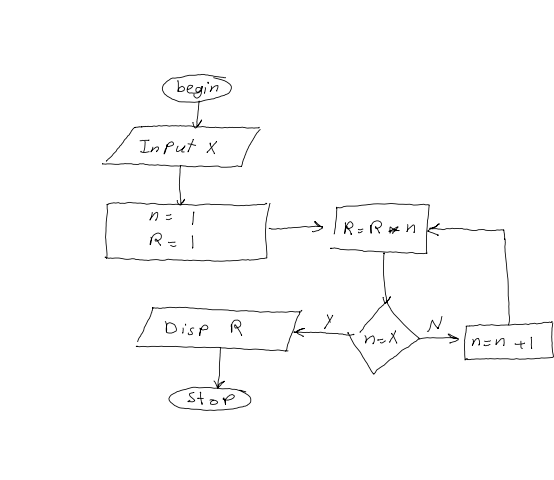 begin
Input X
n = 1
R = 1
R = R * n
n = X
Y
N
n = n + 1
Disp R
Stop